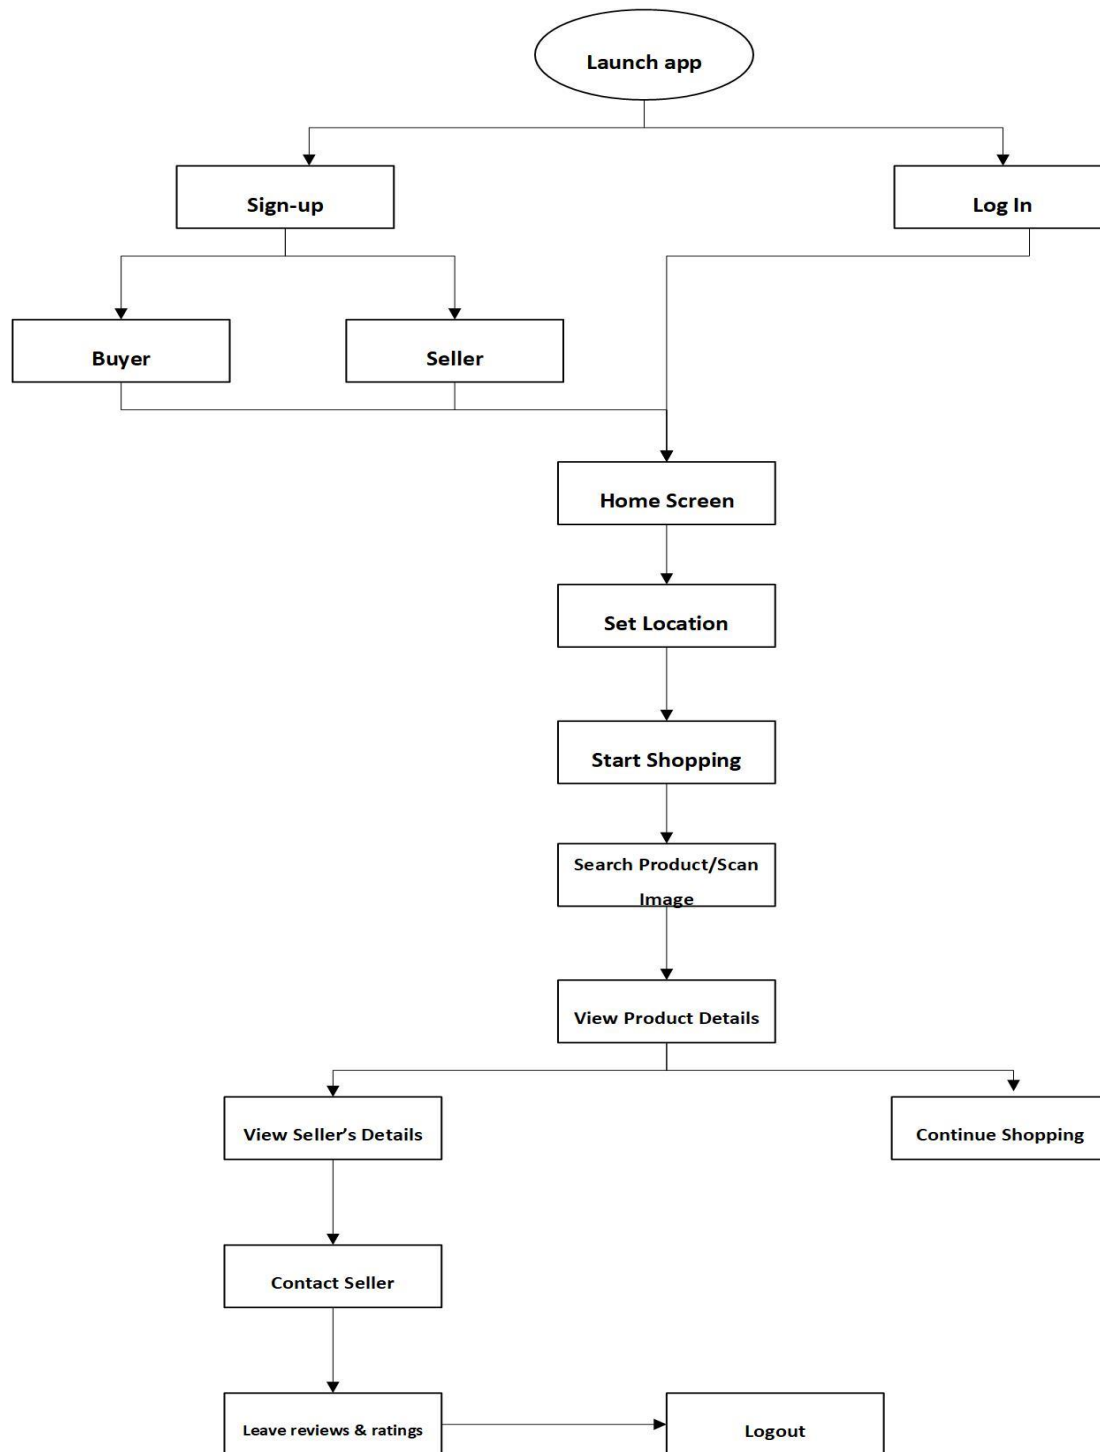 Launch app
Sign-up
Log In
Buyer
Seller
Home Screen
Set Location
Start Shopping
Search Product/Scan
Image
View Product Details
View Seller’s Details
Continue Shopping
Contact Seller
Leave reviews & ratings
Logout